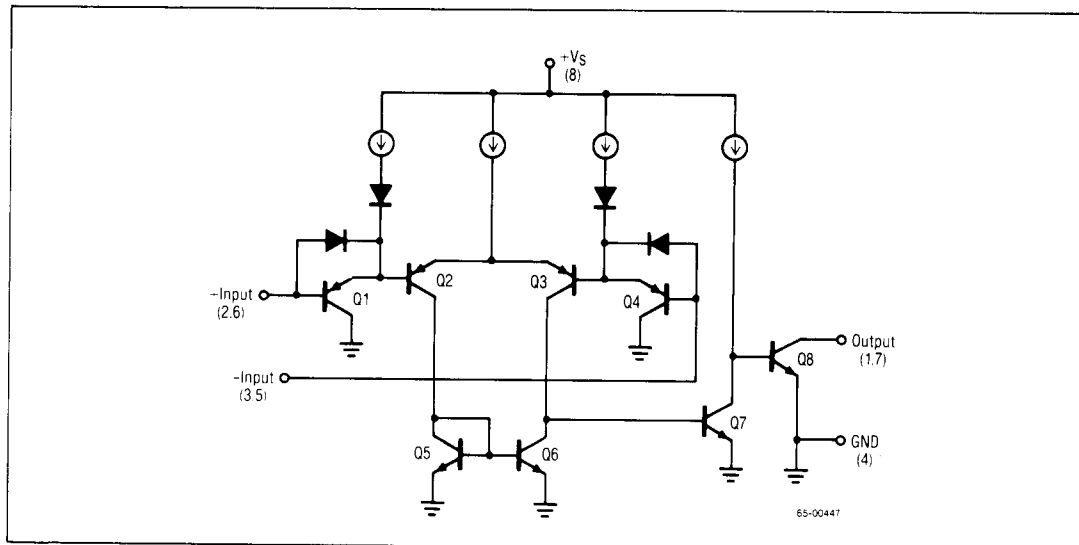 +Vs
(8)
–Input
(2.6)
Q1
Q2
Q3
Q4
–Input
(3.5)
Q5
Q6
Q7
Q8
Output
(1.7)
GND
(4)
65-00447